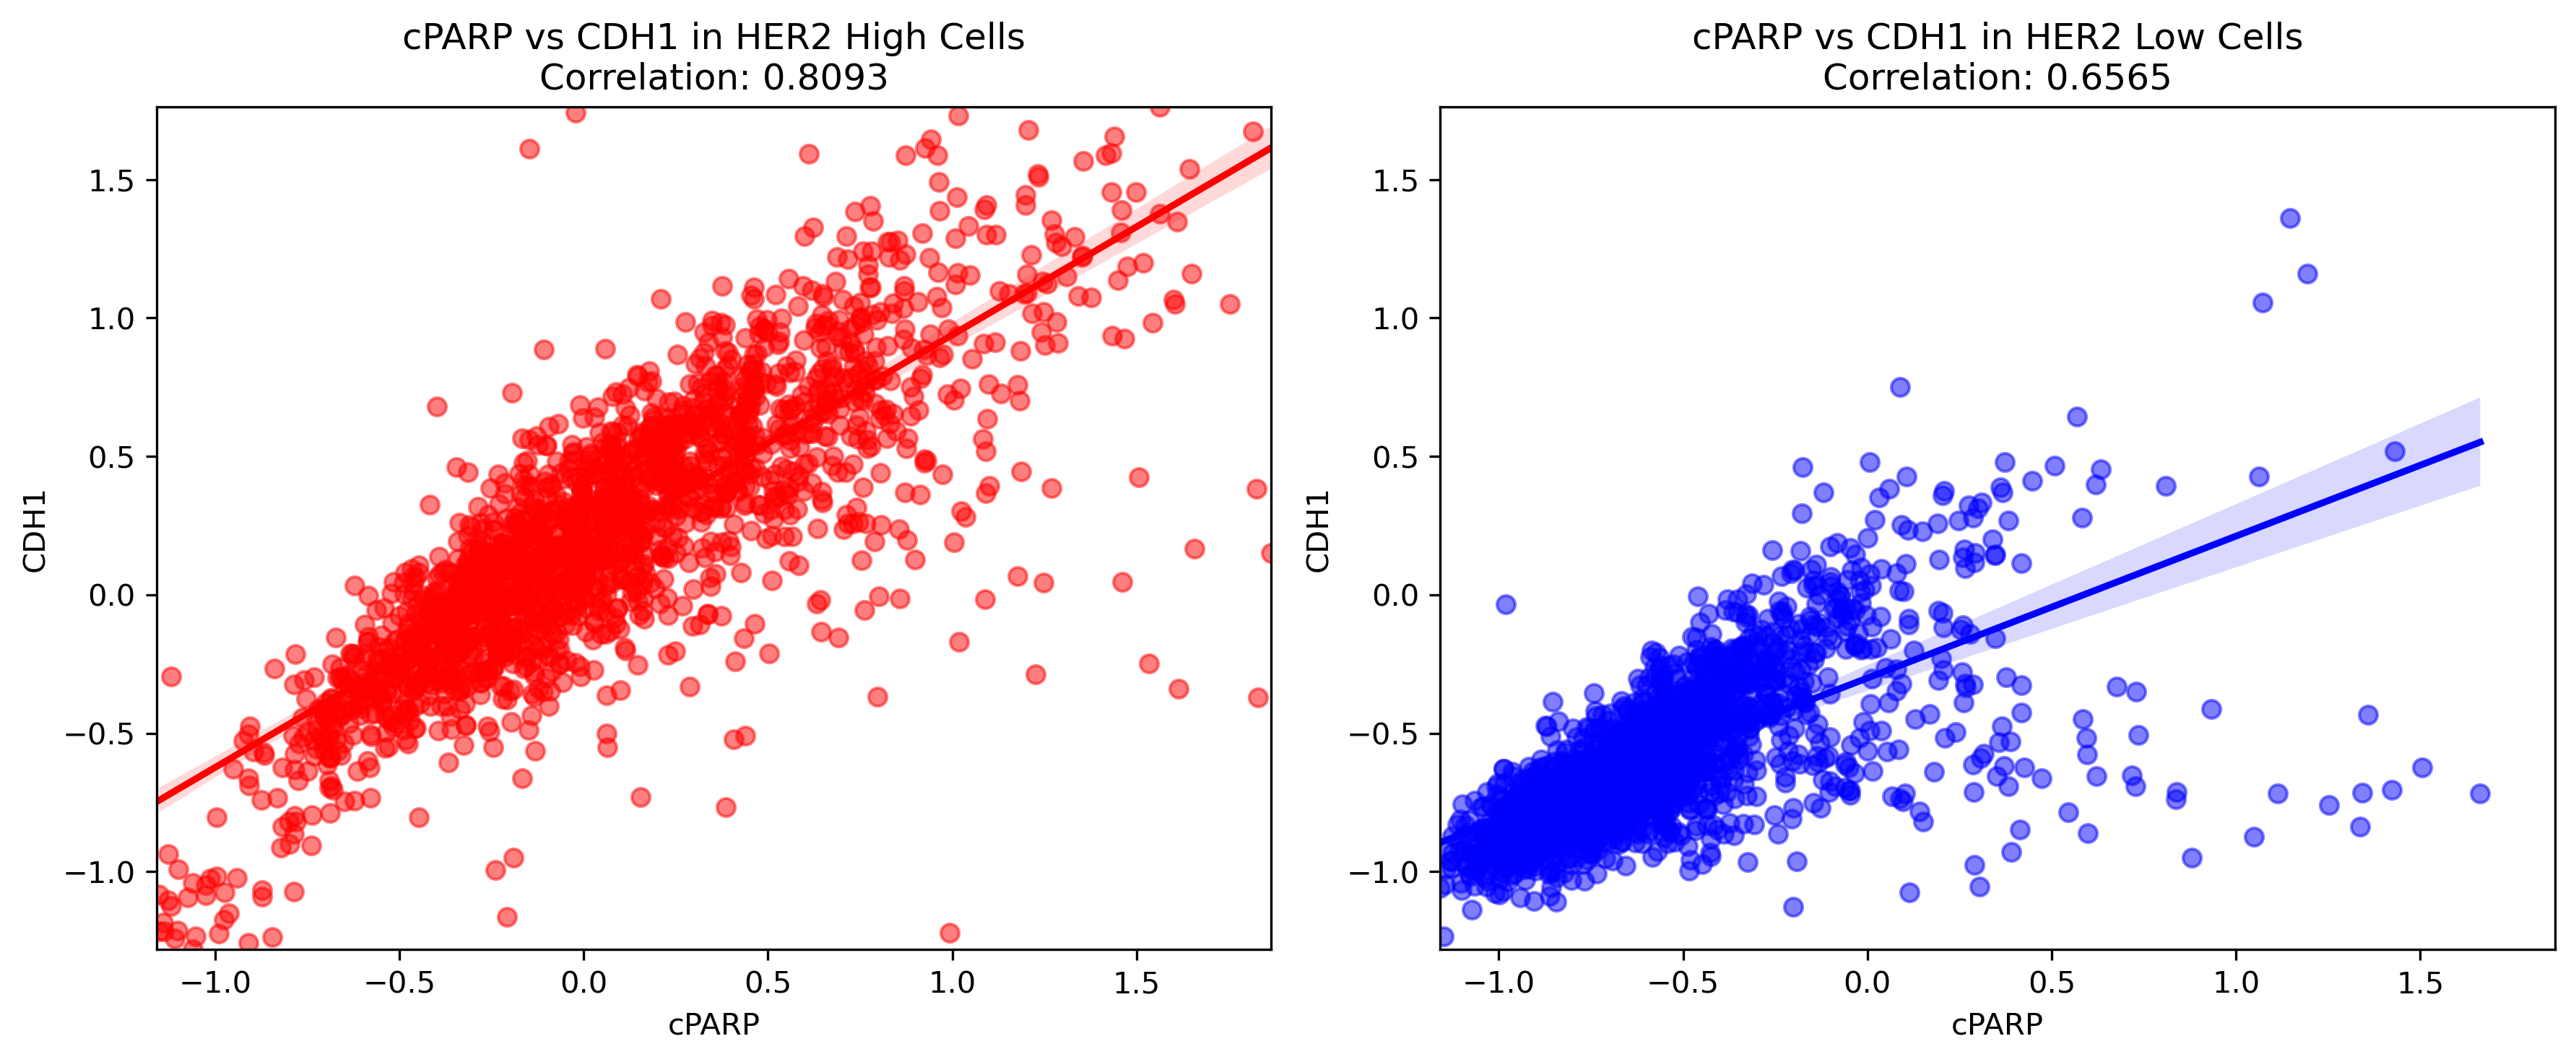 cPARP vs CDH1 in HER2 High Cells
Correlation: 0.8093
CDH1
1.5
1.0
0.5
0.0
−0.5
−1.0
−1.0 −0.5 0.0 0.5 1.0 1.5
cPARP
cPARP vs CDH1 in HER2 Low Cells
Correlation: 0.6565
CDH1
1.5
1.0
0.5
0.0
−0.5
−1.0
−1.0 −0.5 0.0 0.5 1.0 1.5
cPARP